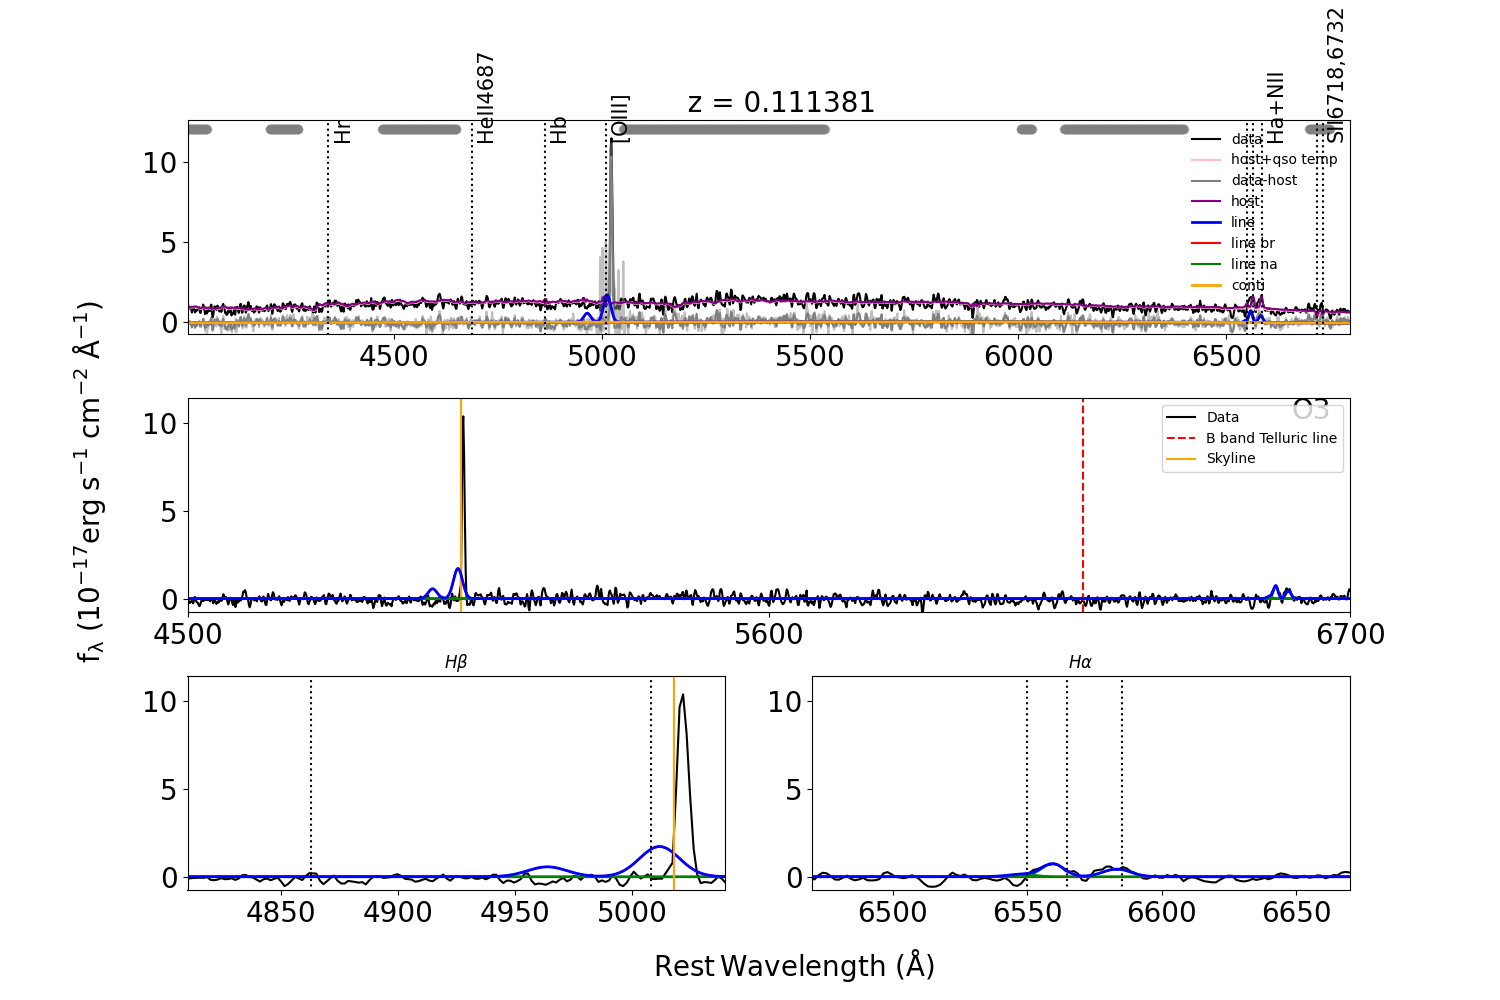 Hr
HeII4687
Hb
[OIII]
Ha+NII
SII6718,6732
z = 0.111381
10
5
0
data
host+qso temp
data-host
host
line
line br
line na
conti
4500
5000
5500
6000
6500
f_λ (10^−17 erg s^−1 cm^−2 Å^−1)
10
5
0
O3
Data
B band Telluric line
Skyline
4500
5600
6700
Hβ
10
5
0
4850
4900
4950
5000
Hα
10
5
0
6500
6550
6600
6650
Rest Wavelength (Å)